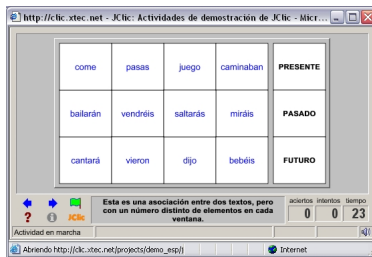 http://clic.xtec.net - JClic: Actividades de demostración de JClic - Micr...
come pasas juego caminaban PRESENTE
bailarán vendréis saltarás miráis PASADO
cantará vieron dijo bebéis FUTURO
Esta es una asociación entre dos textos, pero
con un número distinto de elementos en cada
ventana.
aciertos intentos tiempo
0 0 23
JClic
Actividad en marcha
Abriendo http://clic.xtec.net/projects/demo_esp/j Internet